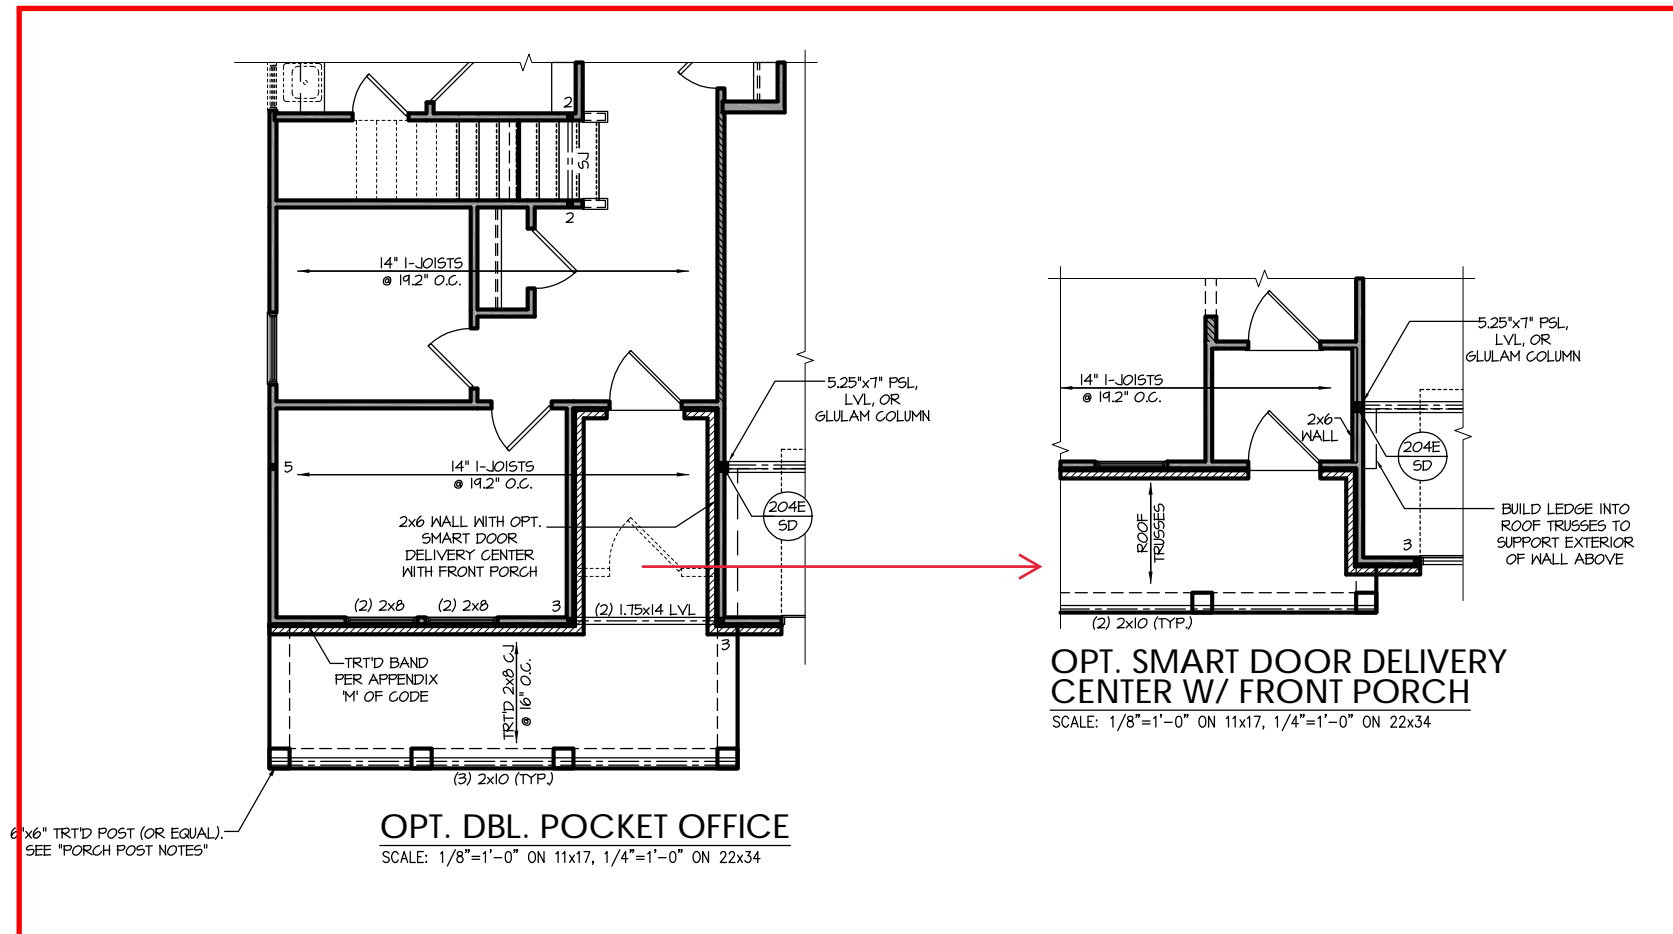 2
SJ
2
14" I-JOISTS
@ 19.2" O.C.
5.25"x7" PSL,
LVL, OR
GLULAM COLUMN
5
14" I-JOISTS
@ 19.2" O.C.
204E
SD
2x6 WALL WITH OPT.
SMART DOOR
DELIVERY CENTER
WITH FRONT PORCH
(2) 2x8
(2) 2x8
3
(2) 1.75x14 LVL
3
TRT'D BAND
PER APPENDIX
'M' OF CODE
TRT'D 2x8 CJ
@ 16" O.C.
(3) 2x10 (TYP.)
6"x6" TRT'D POST (OR EQUAL).
SEE "PORCH POST NOTES"
OPT. DBL. POCKET OFFICE
SCALE: 1/8"=1'-0" ON 11x17, 1/4"=1'-0" ON 22x34
5.25"x7" PSL,
LVL, OR
GLULAM COLUMN
14" I-JOISTS
@ 19.2" O.C.
2x6
WALL
204E
SD
ROOF
TRUSSES
BUILD LEDGE INTO
ROOF TRUSSES TO
SUPPORT EXTERIOR
OF WALL ABOVE
3
(2) 2x10 (TYP.)
OPT. SMART DOOR DELIVERY
CENTER W/ FRONT PORCH
SCALE: 1/8"=1'-0" ON 11x17, 1/4"=1'-0" ON 22x34